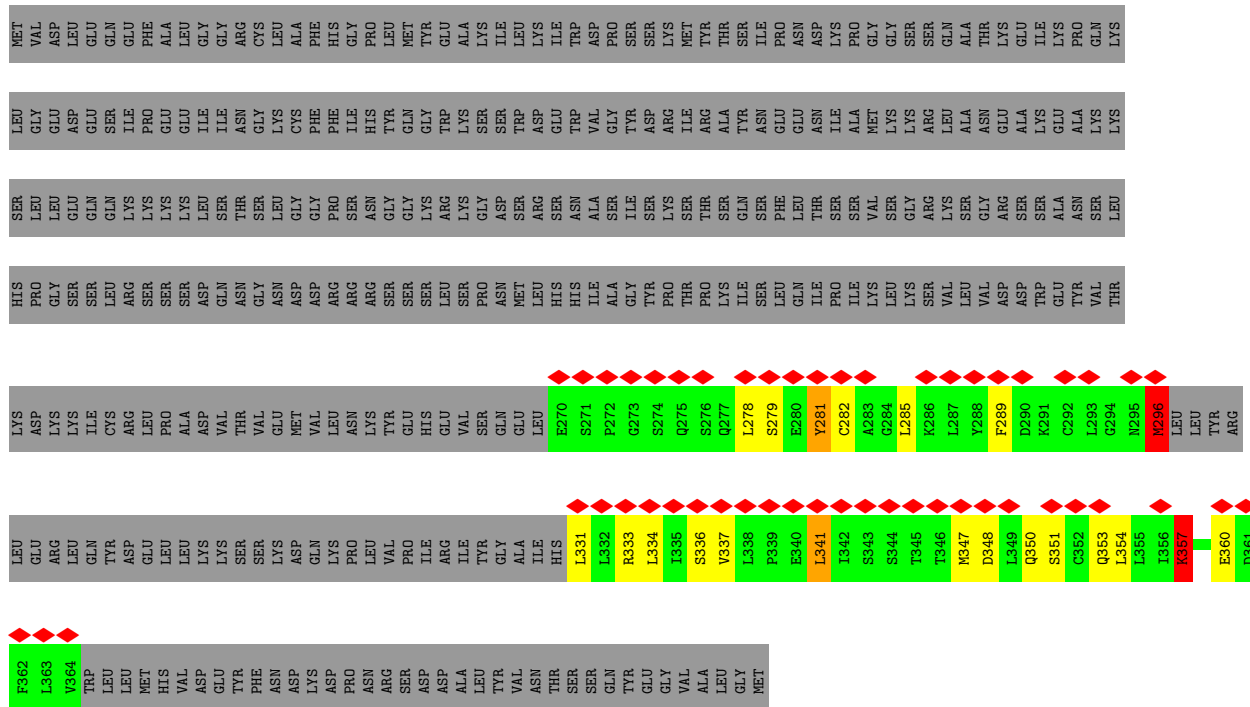 MET VAL ASP LEU GLU GLN GLU PHE ALA LEU GLY GLY ARG CYS LEU ALA PHE HIS GLY PRO LEU MET TYR GLU ALA LYS ILE LEU LYS ILE TRP ASP PRO SER SER LYS MET TYR THR SER ILE PRO ASN ASP LYS PRO GLY GLY SER SER GLN ALA THR LYS GLU ILE LYS PRO GLN LYS
LEU GLY GLU ASP GLU SER ILE PRO GLU GLU ILE ILE ASN GLY LYS CYS PHE PHE ILE HIS TYR GLN GLY TRP LYS SER SER TRP ASP GLU TRP VAL GLY TYR ASP ARG ILE ARG ALA TYR ASN GLU GLU ASN ILE ALA MET LYS LYS ARG LEU ALA ASN GLU ALA LYS GLU ALA LYS LYS
SER LEU LEU GLU GLN GLN LYS LYS LYS LYS LEU SER THR SER LEU GLY GLY PRO SER ASN GLY GLY LYS ARG LYS GLY ASP SER ARG SER ASN ALA SER ILE SER LYS SER THR SER GLN SER PHE LEU THR SER SER VAL SER GLY ARG LYS SER GLY ARG SER SER ALA ASN SER LEU
HIS PRO GLY SER SER LEU ARG SER SER SER ASP GLN ASN GLY ASN ASP ASP ARG ARG ARG SER SER SER LEU SER PRO ASN MET LEU HIS HIS ILE ALA GLY TYR PRO THR PRO LYS ILE SER LEU GLN ILE PRO ILE LYS LEU LYS SER VAL LEU VAL ASP ASP TRP GLU TYR VAL THR
LYS ASP LYS LYS ILE CYS ARG LEU PRO ALA ASP VAL THR VAL GLU MET VAL LEU ASN LYS TYR GLU HIS GLU VAL SER GLN GLU LEU E270 S271 P272 G273 S274 Q275 S276 Q277 L278 S279 E280 Y281 C282 A283 G284 L285 K286 L287 Y288 F289 D290 K291 C292 L293 G294 N295 M296 LEU LEU TYR ARG
LEU GLU ARG LEU GLN TYR ASP GLU LEU LEU LYS LYS SER SER LYS ASP GLN LYS PRO LEU VAL PRO ILE ARG ILE TYR GLY ALA ILE HIS L331 L332 R333 L334 I335 S336 V337 L338 P339 E340 L341 I342 S343 S344 T345 T346 M347 D348 L349 Q350 S351 C352 Q353 L354 L355 I356 K357 E360 D361
F362 L363 V364 TRP LEU LEU MET HIS VAL ASP GLU TYR PHE ASN ASP LYS ASP PRO ASN ARG SER ASP ASP ALA LEU TYR VAL ASN THR SER SER GLN TYR GLU GLY VAL ALA LEU GLY MET